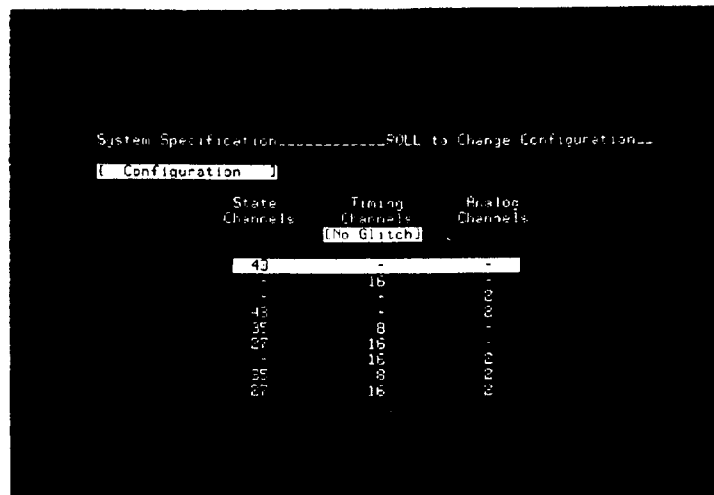 System Specification____________ROLL to Change Configuration__
[ Configuration ]
State Timing Analog
Channels Channels Channels
[No Glitch]
43 - -
- 16 -
- - 2
43 - 2
35 8 -
27 16 -
- 16 2
35 8 2
27 16 2